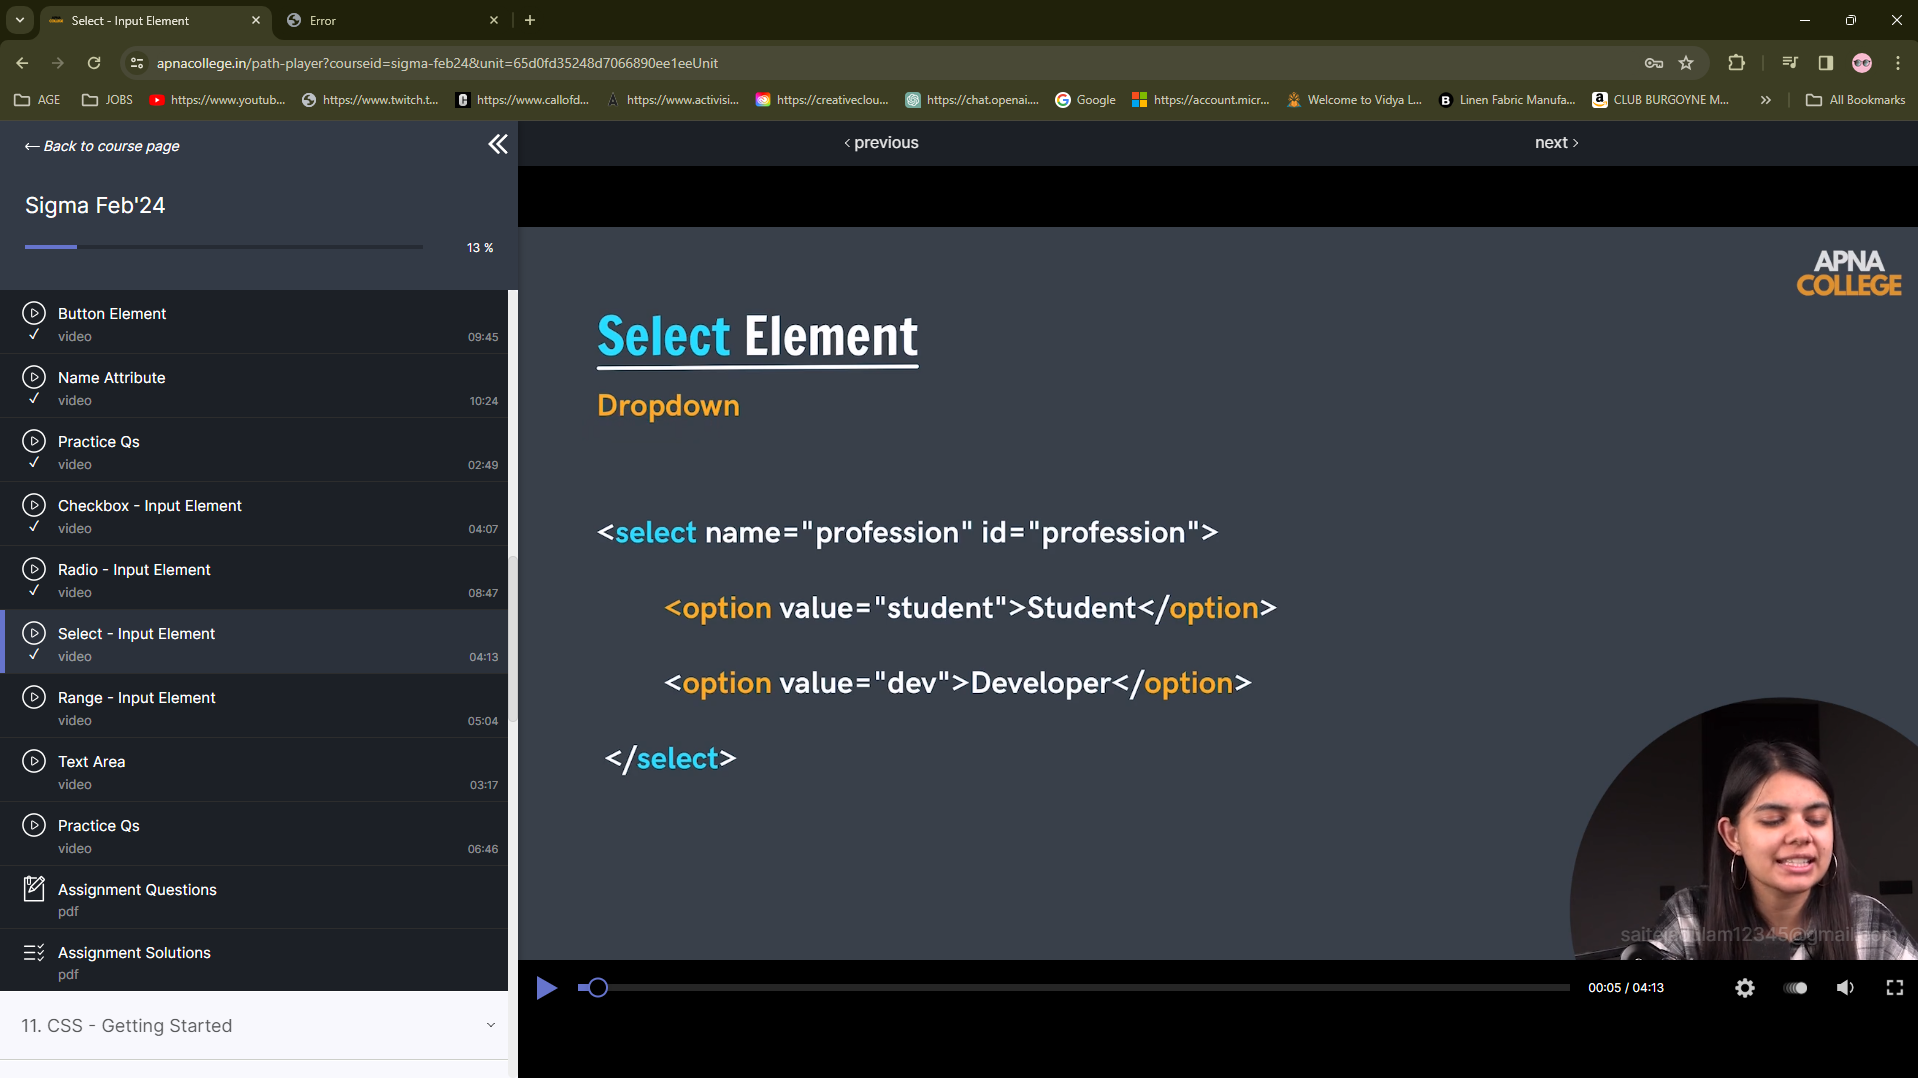 Select - Input Element
Error
apnacollege.in/path-player?courseid=sigma-feb24&unit=65d0fd35248d7066890ee1eeUnit
AGE
JOBS
https://www.youtub...
https://www.twitch.t...
https://www.callofd...
https://www.activisi...
https://creativeclou...
https://chat.openai....
Google
https://account.micr...
Welcome to Vidya L...
Linen Fabric Manufa...
CLUB BURGOYNE M...
All Bookmarks
← Back to course page
‹ previous
next ›
Sigma Feb'24
13 %
Button Element
video 09:45
Name Attribute
video 10:24
Practice Qs
video 02:49
Checkbox - Input Element
video 04:07
Radio - Input Element
video 08:47
Select - Input Element
video 04:13
Range - Input Element
video 05:04
Text Area
video 03:17
Practice Qs
video 06:46
Assignment Questions
pdf
Assignment Solutions
pdf
11. CSS - Getting Started
APNA
COLLEGE
Select Element
Dropdown
<select name="profession" id="profession">
<option value="student">Student</option>
<option value="dev">Developer</option>
</select>
00:05 / 04:13